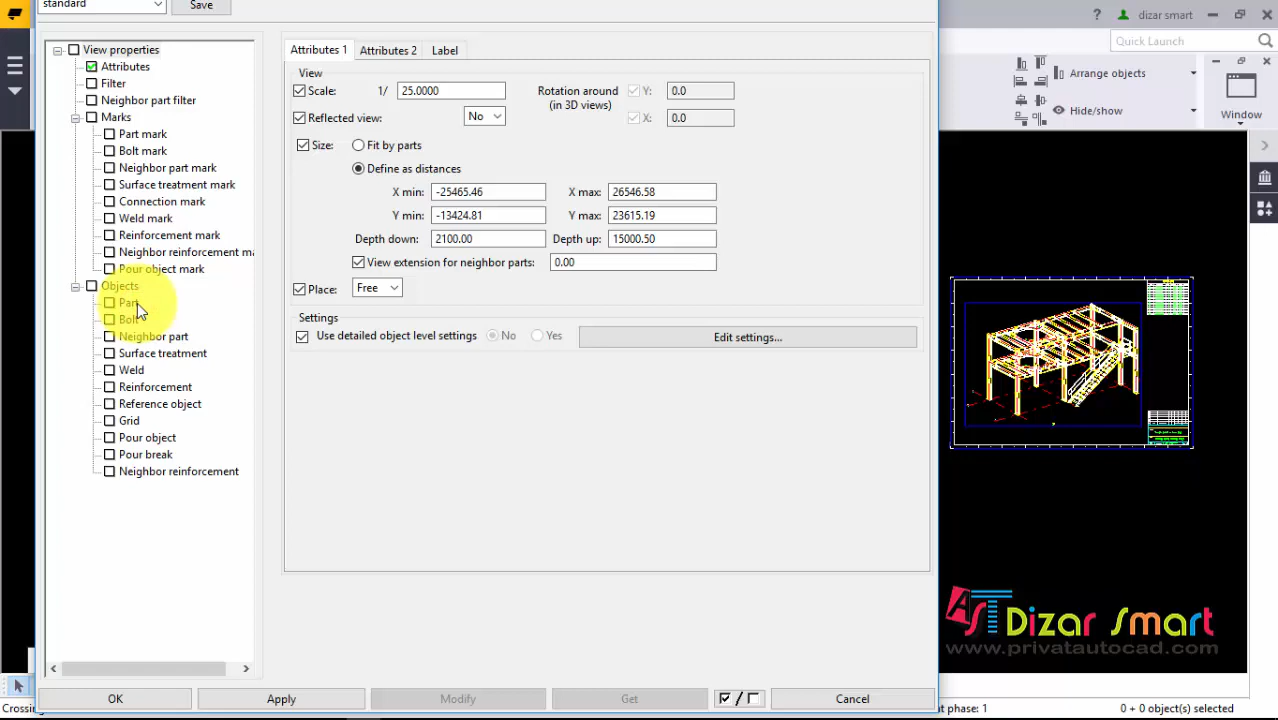 standard
Save
dizar smart
Quick Launch
View properties
Attributes
Filter
Neighbor part filter
Marks
Part mark
Bolt mark
Neighbor part mark
Surface treatment mark
Connection mark
Weld mark
Reinforcement mark
Neighbor reinforcement ma
Pour object mark
Objects
Part
Bolt
Neighbor part
Surface treatment
Weld
Reinforcement
Reference object
Grid
Pour object
Pour break
Neighbor reinforcement
Attributes 1
Attributes 2
Label
View
Scale: 1/ 25.0000
Rotation around Y: 0.0
(in 3D views)
Reflected view: No
X: 0.0
Size: Fit by parts
Define as distances
X min: -25465.46 X max: 26546.58
Y min: -13424.81 Y max: 23615.19
Depth down: 2100.00 Depth up: 15000.50
View extension for neighbor parts: 0.00
Place: Free
Settings
Use detailed object level settings No Yes Edit settings...
Arrange objects
Hide/show
Window
AST Dizar Smart
www.privatautocad.com
OK
Apply
Modify
Get
/
Cancel
Crossin
t phase: 1
0 + 0 object(s) selected